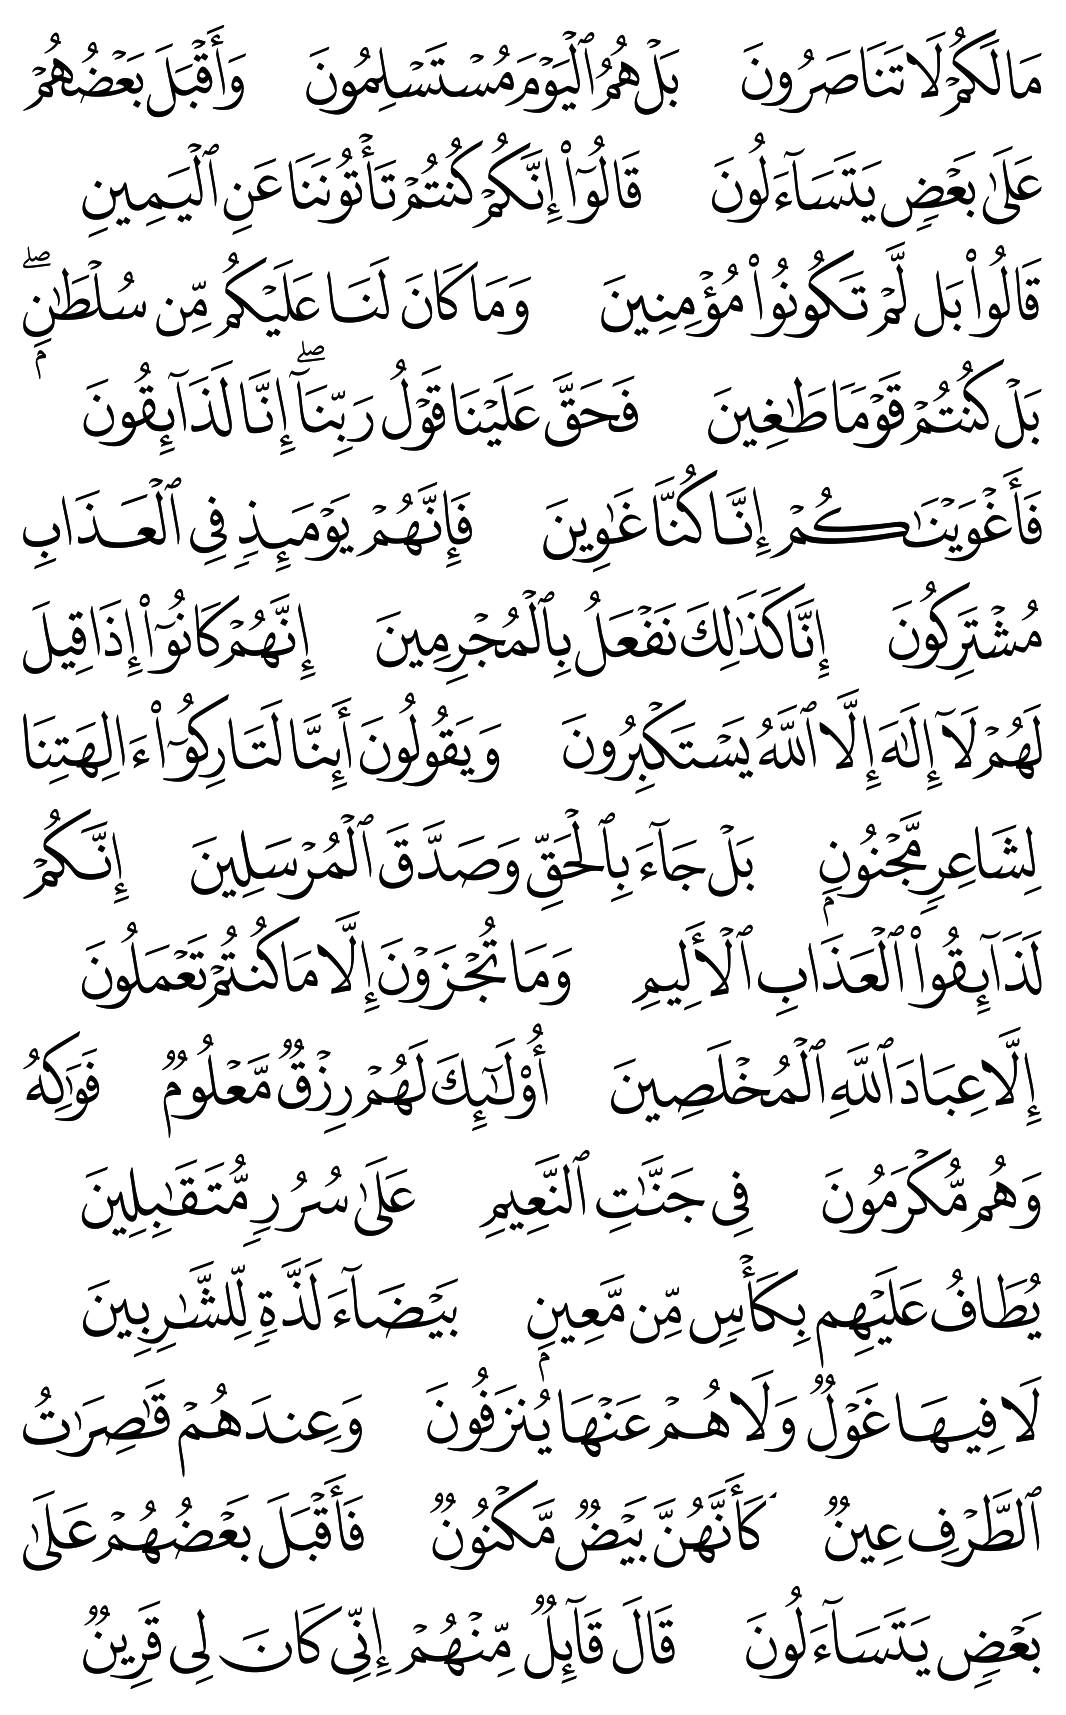 مَا لَكُمْ لَا تَنَاصَرُونَ بَلْ هُمُ ٱلْيَوْمَ مُسْتَسْلِمُونَ وَأَقْبَلَ بَعْضُهُمْ
عَلَىٰ بَعْضٍ يَتَسَآءَلُونَ قَالُوٓا۟ إِنَّكُمْ كُنتُمْ تَأْتُونَنَا عَنِ ٱلْيَمِينِ
قَالُوا۟ بَل لَّمْ تَكُونُوا۟ مُؤْمِنِينَ وَمَا كَانَ لَنَا عَلَيْكُم مِّن سُلْطَـٰنٍۭ ۖ
بَلْ كُنتُمْ قَوْمًا طَـٰغِينَ فَحَقَّ عَلَيْنَا قَوْلُ رَبِّنَآ ۖ إِنَّا لَذَآئِقُونَ
فَأَغْوَيْنَـٰكُمْ إِنَّا كُنَّا غَـٰوِينَ فَإِنَّهُمْ يَوْمَئِذٍ فِى ٱلْعَذَابِ
مُشْتَرِكُونَ إِنَّا كَذَٰلِكَ نَفْعَلُ بِٱلْمُجْرِمِينَ إِنَّهُمْ كَانُوٓا۟ إِذَا قِيلَ
لَهُمْ لَآ إِلَـٰهَ إِلَّا ٱللَّهُ يَسْتَكْبِرُونَ وَيَقُولُونَ أَئِنَّا لَتَارِكُوٓا۟ ءَالِهَتِنَا
لِشَاعِرٍ مَّجْنُونٍۭ بَلْ جَآءَ بِٱلْحَقِّ وَصَدَّقَ ٱلْمُرْسَلِينَ إِنَّكُمْ
لَذَآئِقُوا۟ ٱلْعَذَابِ ٱلْأَلِيمِ وَمَا تُجْزَوْنَ إِلَّا مَا كُنتُمْ تَعْمَلُونَ
إِلَّا عِبَادَ ٱللَّهِ ٱلْمُخْلَصِينَ أُو۟لَـٰٓئِكَ لَهُمْ رِزْقٌ مَّعْلُومٌ فَوَٰكِهُ
وَهُم مُّكْرَمُونَ فِى جَنَّـٰتِ ٱلنَّعِيمِ عَلَىٰ سُرُرٍ مُّتَقَـٰبِلِينَ
يُطَافُ عَلَيْهِم بِكَأْسٍ مِّن مَّعِينٍۭ بَيْضَآءَ لَذَّةٍ لِّلشَّـٰرِبِينَ
لَا فِيهَا غَوْلٌ وَلَا هُمْ عَنْهَا يُنزَفُونَ وَعِندَهُمْ قَـٰصِرَٰتُ
ٱلطَّرْفِ عِينٌ كَأَنَّهُنَّ بَيْضٌ مَّكْنُونٌ فَأَقْبَلَ بَعْضُهُمْ عَلَىٰ
بَعْضٍ يَتَسَآءَلُونَ قَالَ قَآئِلٌ مِّنْهُمْ إِنِّى كَانَ لِى قَرِينٌ